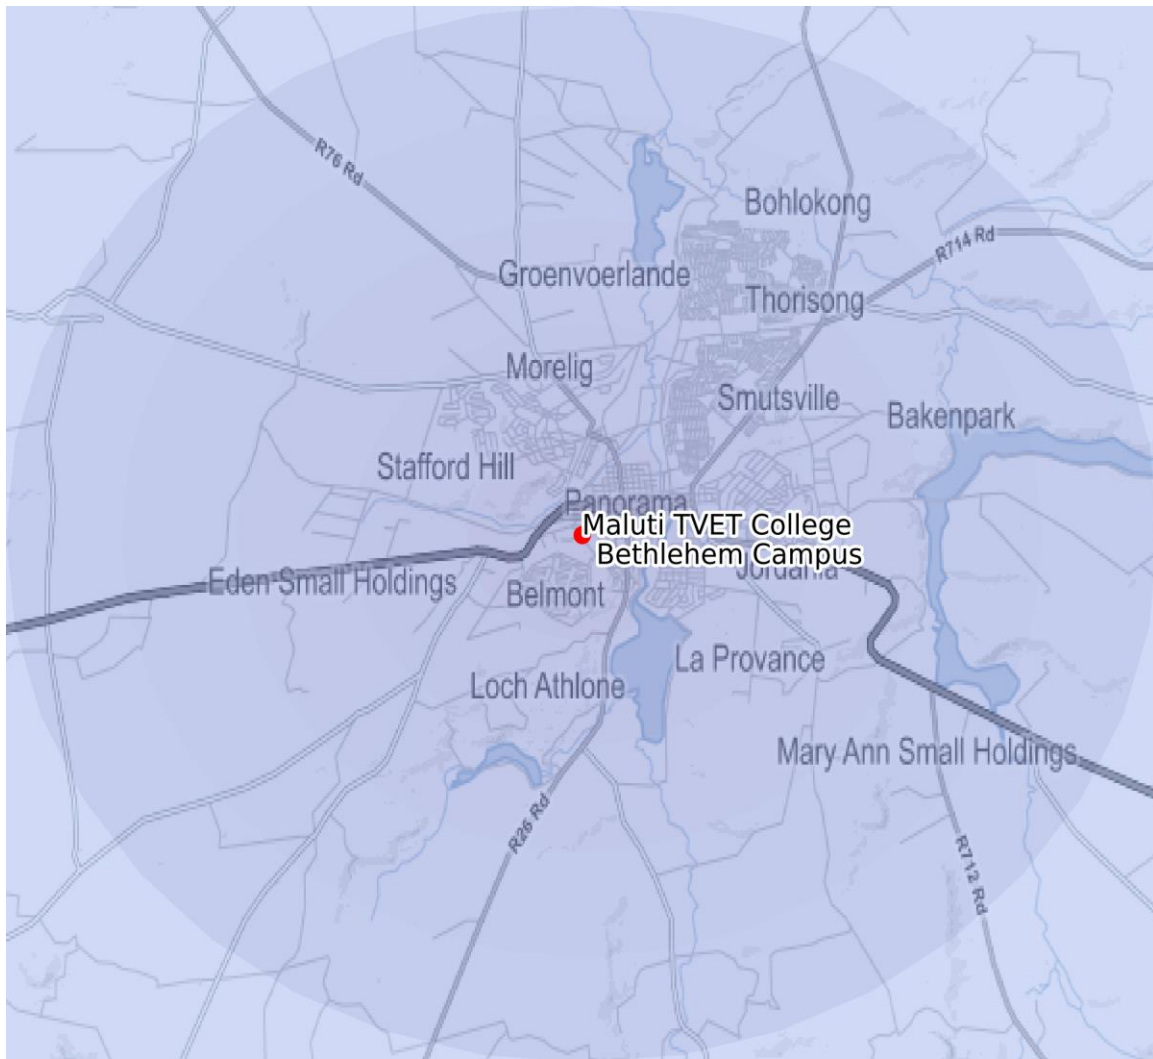 R76 Rd
Bohlokong
R714 Rd
Groenvoerlande
Thorisong
Morelig
Smutsville
Bakenpark
Stafford Hill
Panorama
Maluti TVET College
Bethlehem Campus
Jordania
Eden Small Holdings
Belmont
La Provance
Loch Athlone
Mary Ann Small Holdings
R26 Rd
R712 Rd